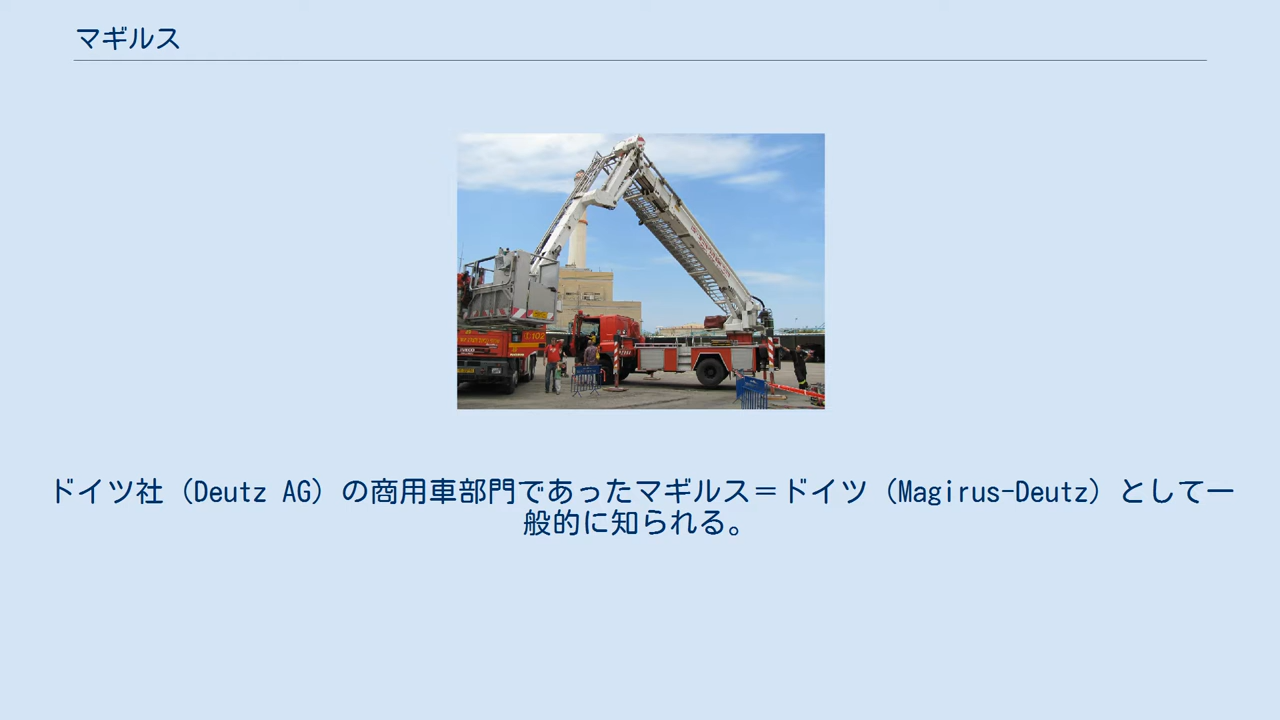 マギルス
ドイツ社（Deutz AG）の商用車部門であったマギルス＝ドイツ（Magirus-Deutz）として一
般的に知られる。